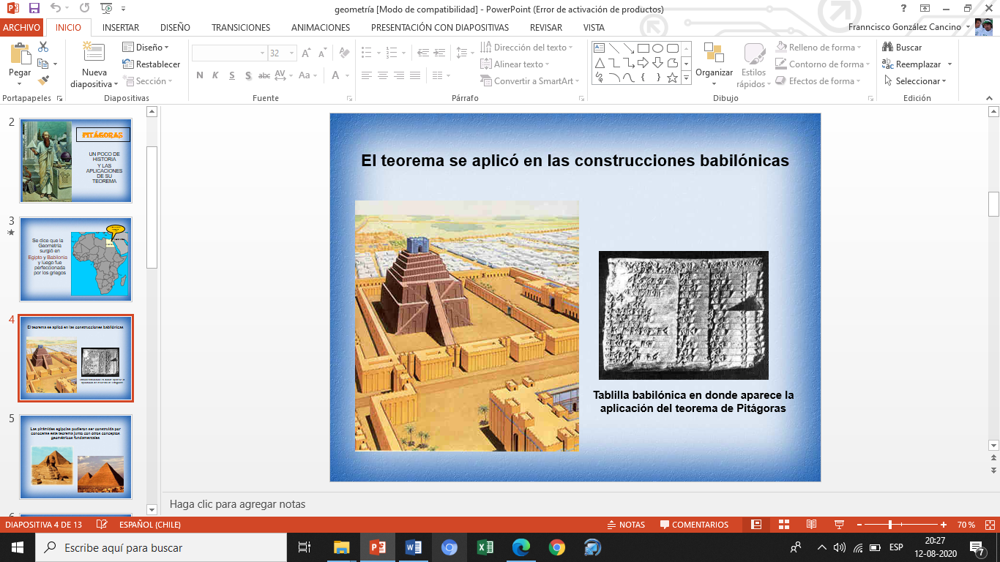 geometría [Modo de compatibilidad] - PowerPoint (Error de activación de productos)
ARCHIVO INICIO INSERTAR DISEÑO TRANSICIONES ANIMACIONES PRESENTACIÓN CON DIAPOSITIVAS REVISAR VISTA Franncisco González Cancino
Pegar
Portapapeles
Nueva diapositiva
Diseño
Restablecer
Sección
Diapositivas
32
N K S S abc AV Aa A
Fuente
Dirección del texto
Alinear texto
Convertir a SmartArt
Párrafo
Organizar
Estilos rápidos
Relleno de forma
Contorno de forma
Efectos de forma
Dibujo
Buscar
Reemplazar
Seleccionar
Edición
2
PITÁGORAS
UN POCO DE
HISTORIA
Y LAS
APLICACIONES
DE SU
TEOREMA
3
Se dice que la
Geometría
surgió en
Egipto y Babilonia
y luego fue
perfeccionada
por los griegos
4
El teorema se aplicó en las construcciones babilónicas
5
Las pirámides egipcias pudieron ser construida por
conocerse este teorema junto con otros conceptos
geométricos fundamentales
El teorema se aplicó en las construcciones babilónicas
Tablilla babilónica en donde aparece la
aplicación del teorema de Pitágoras
Haga clic para agregar notas
DIAPOSITIVA 4 DE 13 ESPAÑOL (CHILE) NOTAS COMENTARIOS 70 %
Escribe aquí para buscar
ESP
20:27
12-08-2020
7